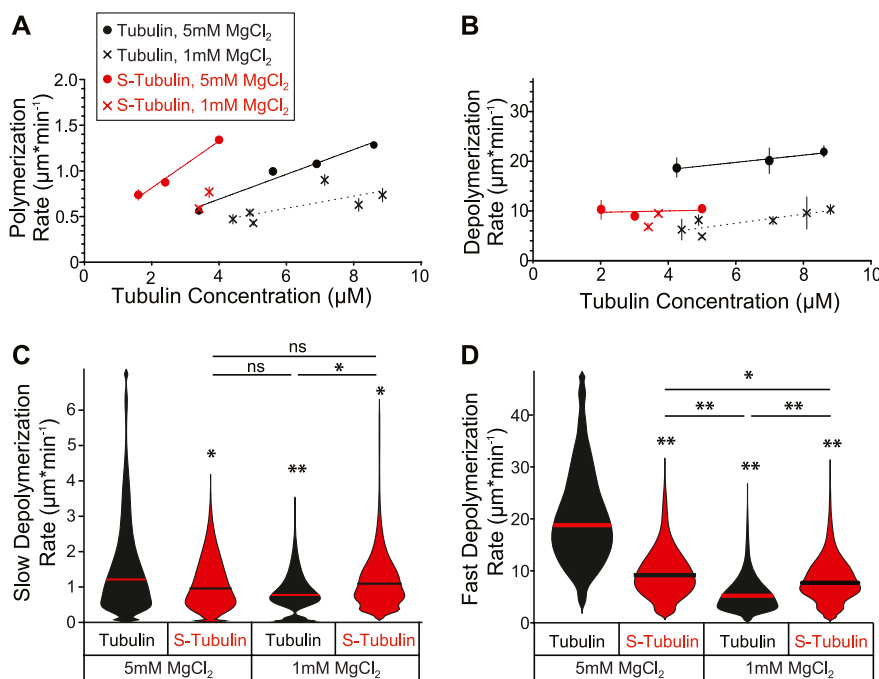 A
Tubulin, 5mM MgCl2
Tubulin, 1mM MgCl2
S-Tubulin, 5mM MgCl2
S-Tubulin, 1mM MgCl2
Polymerization
Rate (µm*min-1)
2.0
1.5
1.0
0.5
0
0 2 4 6 8 10
Tubulin Concentration (µM)
B
Depolymerization
Rate (µm*min-1)
30
20
10
0
0 2 4 6 8 10
Tubulin Concentration (µM)
C
Slow Depolymerization
Rate (µm*min-1)
6
5
4
3
2
1
0
ns
ns *
* ** *
Tubulin S-Tubulin Tubulin S-Tubulin
5mM MgCl2 1mM MgCl2
D
Fast Depolymerization
Rate (µm*min-1)
40
30
20
10
0
*
** **
** ** **
Tubulin S-Tubulin Tubulin S-Tubulin
5mM MgCl2 1mM MgCl2